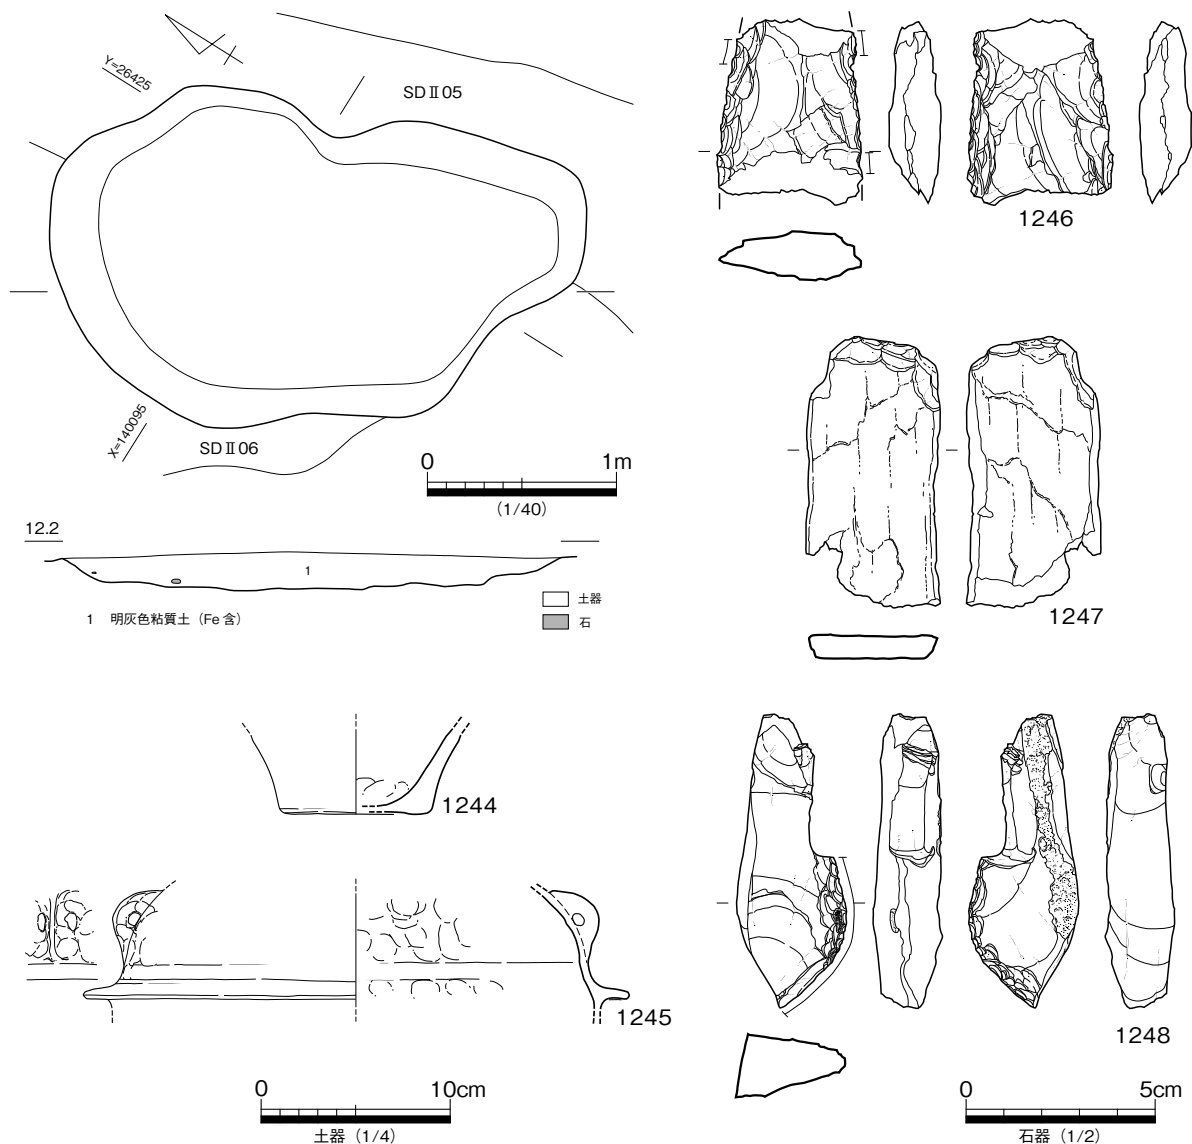 Y=26425
SDⅡ05
X=140095
SDⅡ06
0 1m
(1/40)
12.2
1
1 明灰色粘質土（Fe 含）
土器
石
1244
1245
0 10cm
土器（1/4）
1246
1247
1248
0 5cm
石器（1/2）